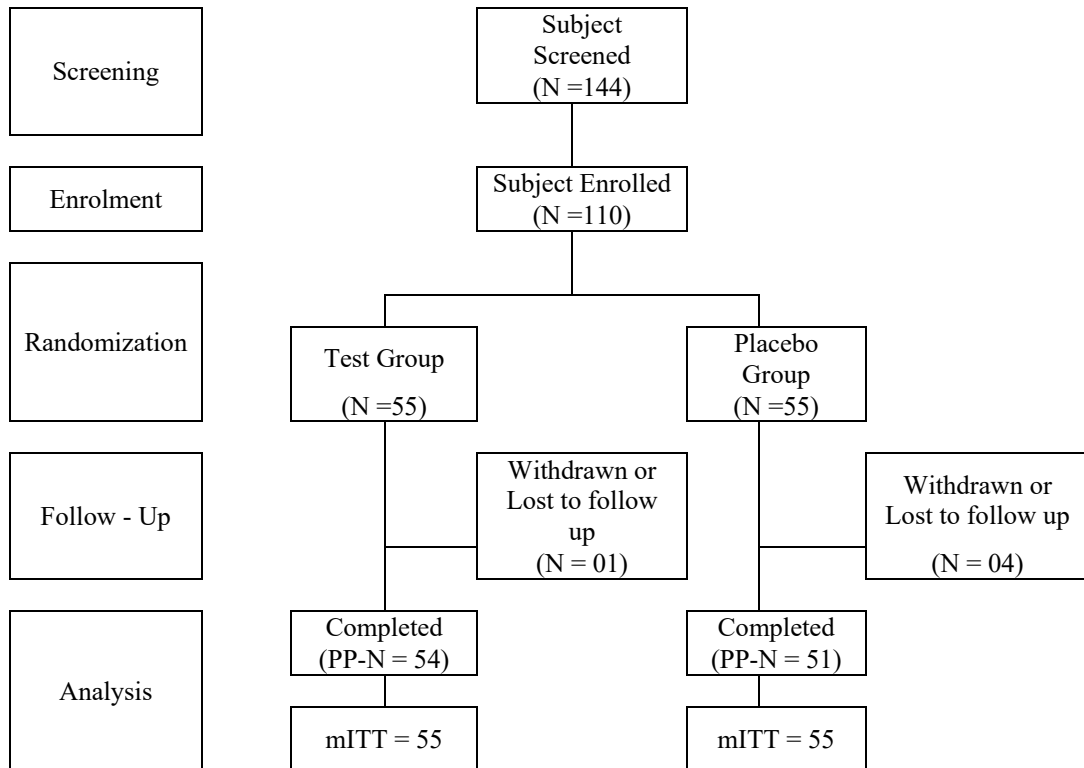 Screening
Subject
Screened
(N =144)
Enrolment
Subject Enrolled
(N =110)
Randomization
Test Group
(N =55)
Placebo
Group
(N =55)
Follow - Up
Withdrawn or
Lost to follow
up
(N = 01)
Withdrawn or
Lost to follow up
(N = 04)
Analysis
Completed
(PP-N = 54)
Completed
(PP-N = 51)
mITT = 55
mITT = 55